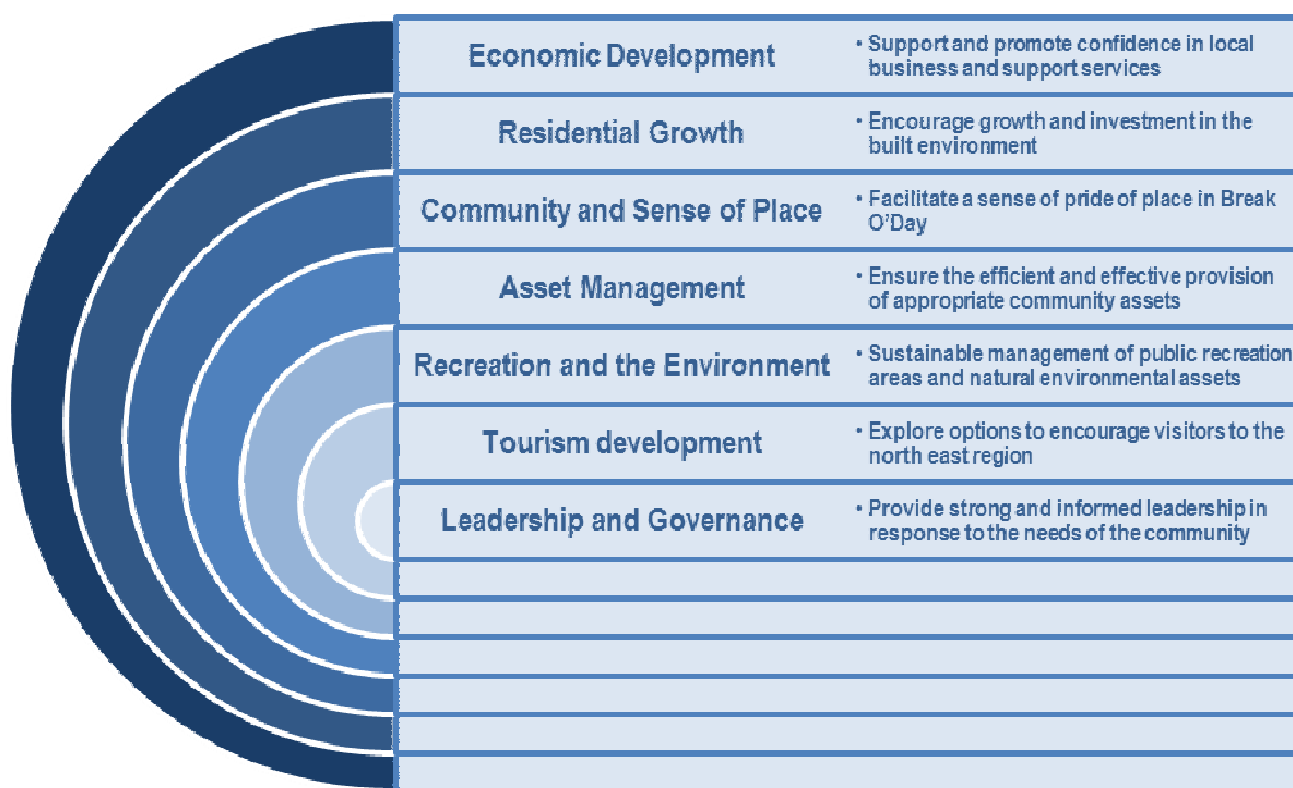 Economic Development
• Support and promote confidence in local
business and support services
Residential Growth
• Encourage growth and investment in the
built environment
Community and Sense of Place
• Facilitate a sense of pride of place in Break
O'Day
Asset Management
• Ensure the efficient and effective provision
of appropriate community assets
Recreation and the Environment
• Sustainable management of public recreation
areas and natural environmental assets
Tourism development
• Explore options to encourage visitors to the
north east region
Leadership and Governance
• Provide strong and informed leadership in
response to the needs of the community